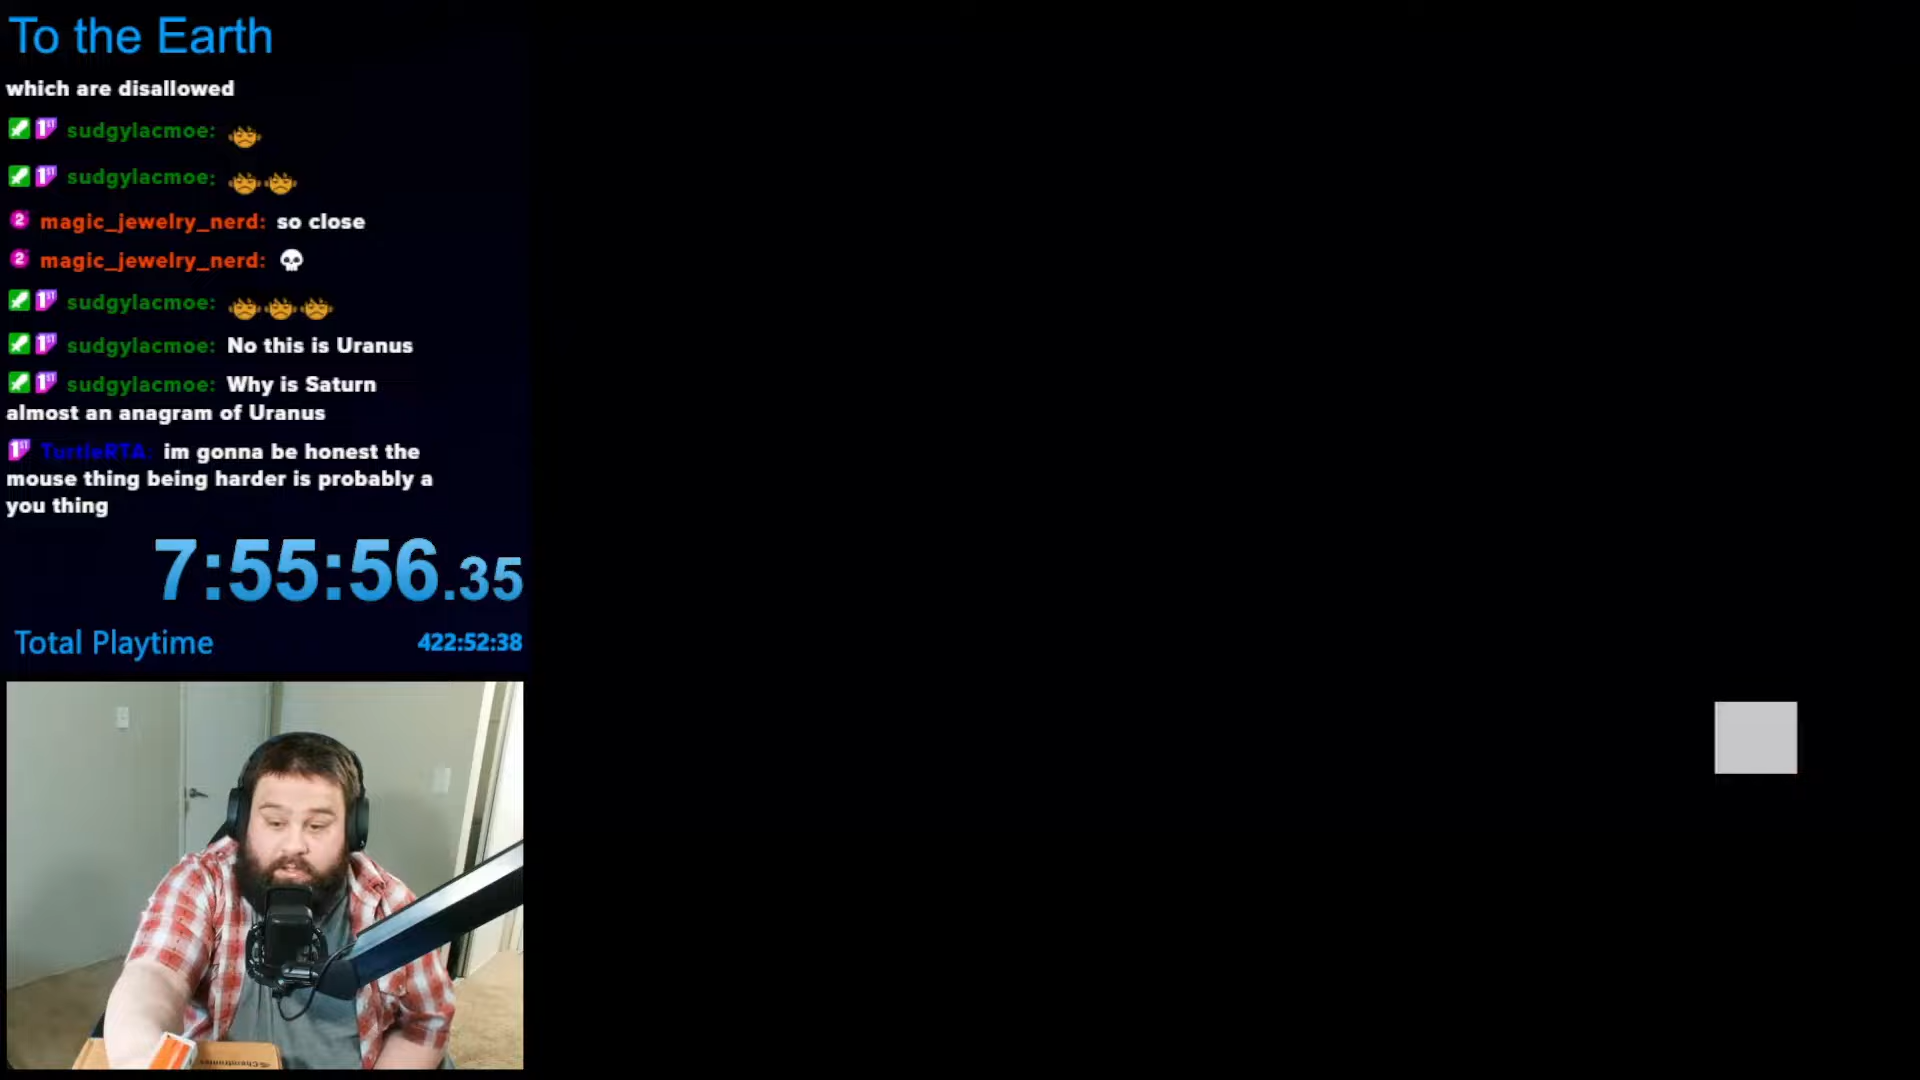 To the Earth
which are disallowed
sudgylacmoe:
sudgylacmoe:
magic_jewelry_nerd: so close
magic_jewelry_nerd:
sudgylacmoe:
sudgylacmoe: No this is Uranus
sudgylacmoe: Why is Saturn
almost an anagram of Uranus
TurtleRTA: im gonna be honest the
mouse thing being harder is probably a
you thing
7:55:56.35
Total Playtime 422:52:38